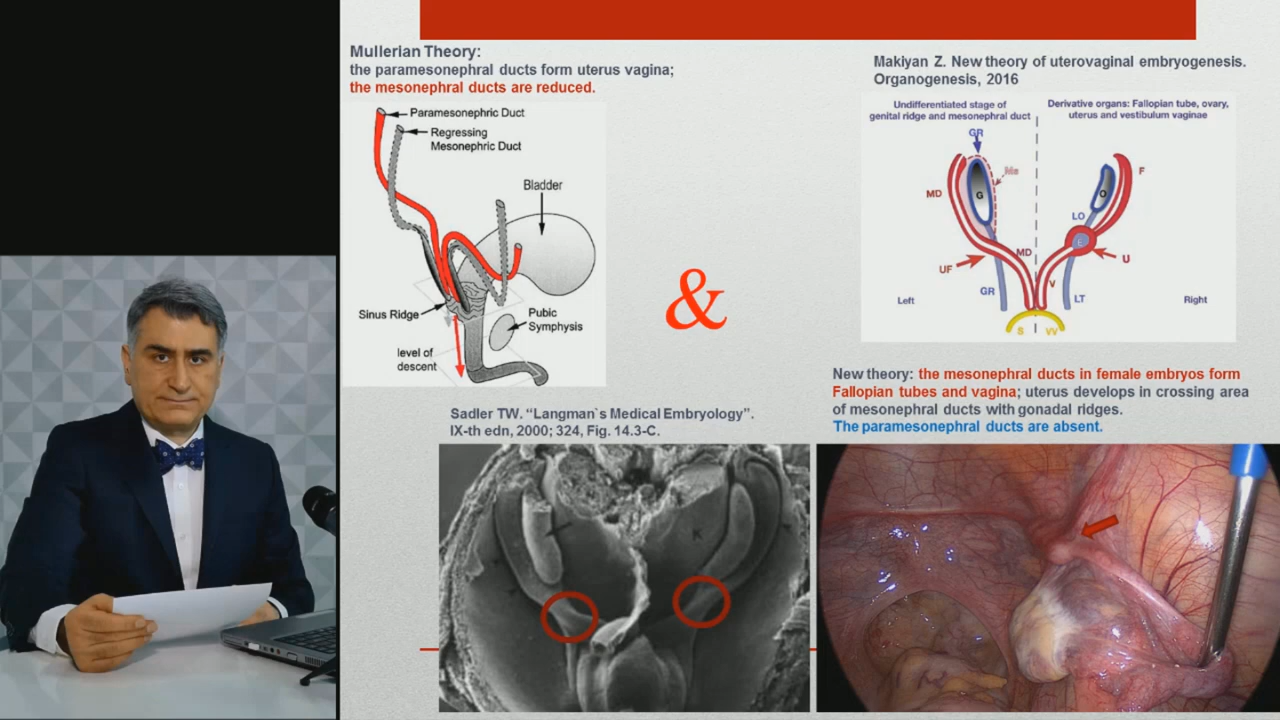 Mullerian Theory:
the paramesonephral ducts form uterus vagina;
the mesonephral ducts are reduced.
Paramesonephric Duct
Regressing
Mesonephric Duct
Bladder
Sinus Ridge
Pubic
Symphysis
level of
descent
Sadler TW. “Langman`s Medical Embryology”.
IX-th edn, 2000; 324, Fig. 14.3-C.
&
Makiyan Z. New theory of uterovaginal embryogenesis.
Organogenesis, 2016
Undifferentiated stage of
genital ridge and mesonephral duct
Derivative organs: Fallopian tube, ovary,
uterus and vestibulum vaginae
GR
Ms
F
MD
G
O
LO
E
MD
U
UF
V
GR
LT
Left
Right
S
VV
New theory: the mesonephral ducts in female embryos form
Fallopian tubes and vagina; uterus develops in crossing area
of mesonephral ducts with gonadal ridges.
The paramesonephral ducts are absent.
K